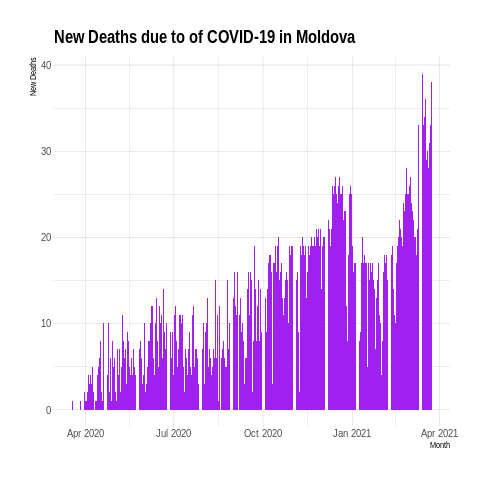 New Deaths due to of COVID-19 in Moldova
New Deaths
40
30
20
10
0
Apr 2020
Jul 2020
Oct 2020
Jan 2021
Apr 2021
Month